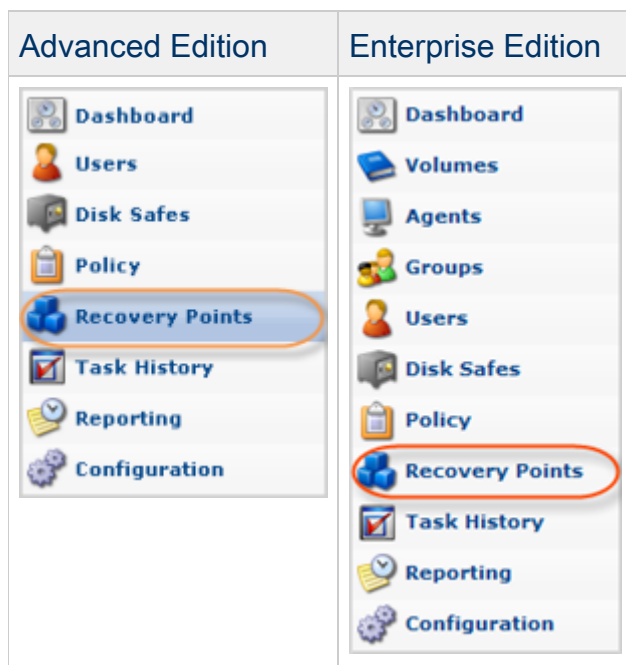 Advanced Edition
Enterprise Edition
Dashboard
Users
Disk Safes
Policy
Recovery Points
Task History
Reporting
Configuration
Dashboard
Volumes
Agents
Groups
Users
Disk Safes
Policy
Recovery Points
Task History
Reporting
Configuration